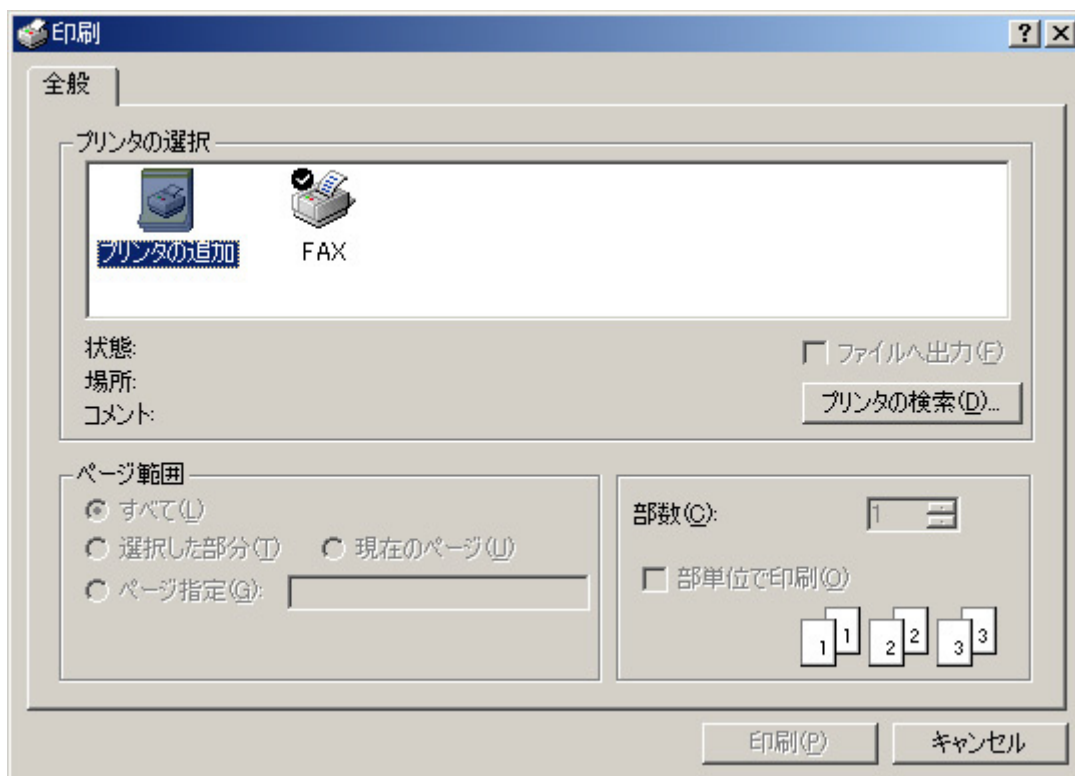 印刷
全般
プリンタの選択
プリンタの追加
FAX
状態:
場所:
コメント:
ファイルへ出力(F)
プリンタの検索(D)...
ページ範囲
すべて(L)
選択した部分(T)
現在のページ(U)
ページ指定(G):
部数(C):
1
部単位で印刷(O)
1 1 2 2 3 3
印刷(P)
キャンセル